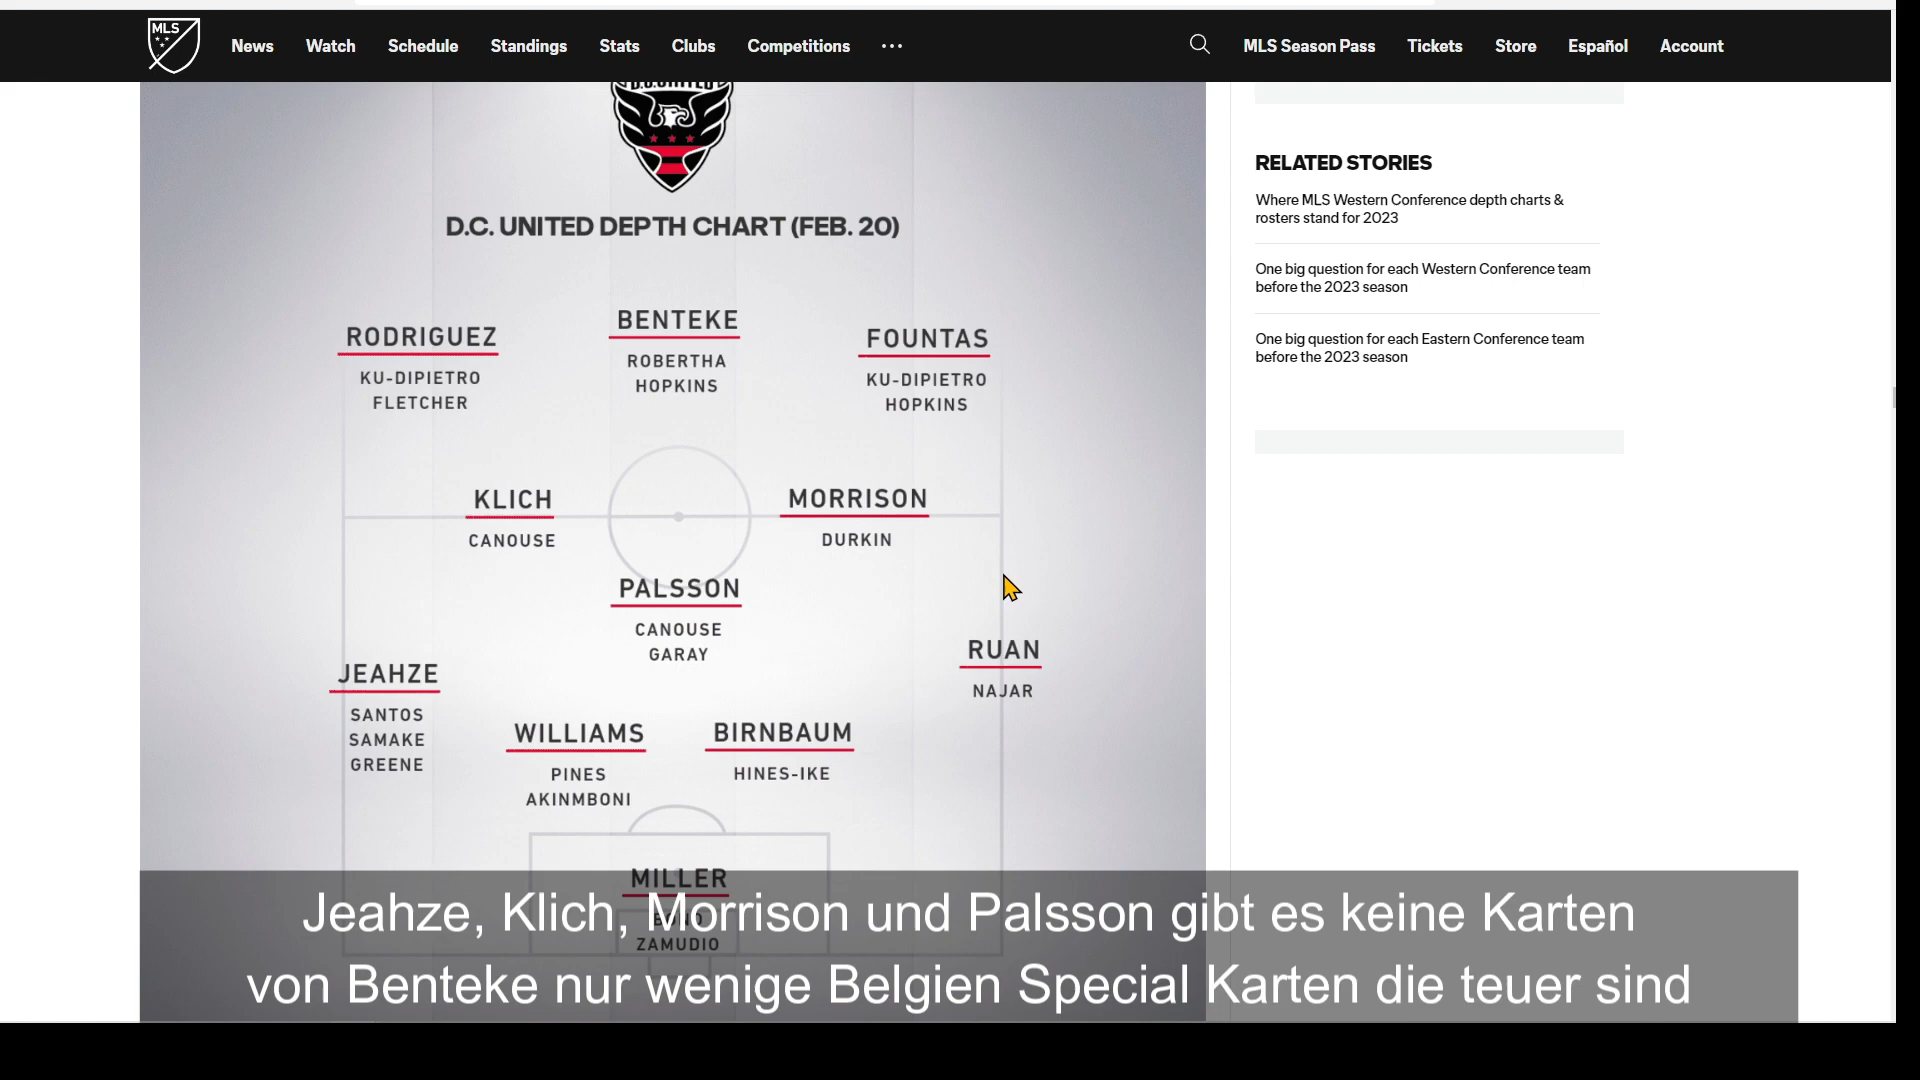 MLS
News
Watch
Schedule
Standings
Stats
Clubs
Competitions
MLS Season Pass
Tickets
Store
Español
Account
D.C. UNITED
D.C. UNITED DEPTH CHART (FEB. 20)
RODRIGUEZ
KU-DIPIETRO
FLETCHER
BENTEKE
ROBERTHA
HOPKINS
FOUNTAS
KU-DIPIETRO
HOPKINS
KLICH
CANOUSE
MORRISON
DURKIN
PALSSON
CANOUSE
GARAY
JEAHZE
SANTOS
SAMAKE
GREENE
RUAN
NAJAR
WILLIAMS
PINES
AKINMBONI
BIRNBAUM
HINES-IKE
MILLER
BONO
ZAMUDIO
RELATED STORIES
Where MLS Western Conference depth charts &
rosters stand for 2023
One big question for each Western Conference team
before the 2023 season
One big question for each Eastern Conference team
before the 2023 season
Jeahze, Klich, Morrison und Palsson gibt es keine Karten
von Benteke nur wenige Belgien Special Karten die teuer sind